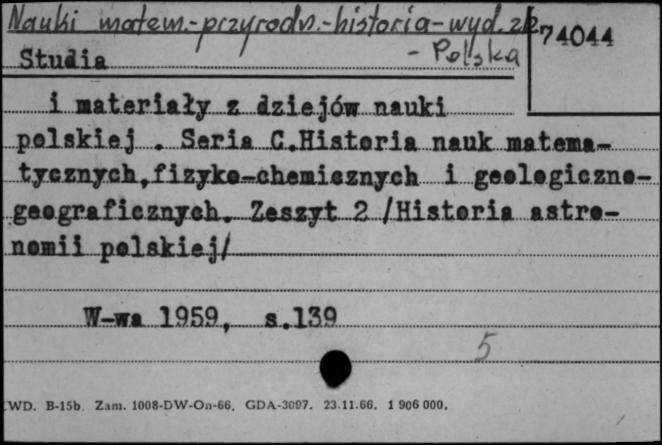 Nauki matem.-przyrodn.-historia-wyd. zb
- Polska
74044
Studia
i materiały z dziejów nauki
polskiej . Seria C.Historia nauk matema-
tycznych,fizyko-chemicznych i geologiczno-
geograficznych. Zeszyt 2 /Historia astro-
nomii polskiej/
W-wa 1959, s.139
5
WD. B-15b. Zam. 1008-DW-On-66. GDA-3097. 23.11.66. 1 906 000.